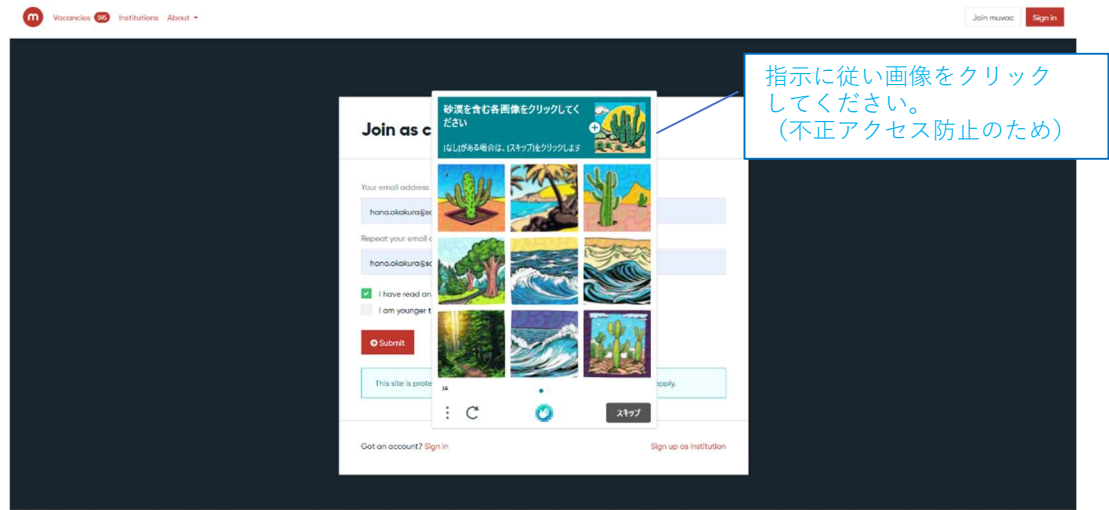 m Vacancies 595 Institutions About Join muvac Sign in
指示に従い画像をクリック
してください。
（不正アクセス防止のため）
砂漠を含む各画像をクリックしてく
ださい
[なし]がある場合は、[スキップ]をクリックします
Join as c
Your email address
hana.okakura@sc
Repeat your email
hana.okakura@sc
I have read an
I am younger t
Submit
This site is prote
apply.
JA
スキップ
Got an account? Sign in
Sign up as Institution